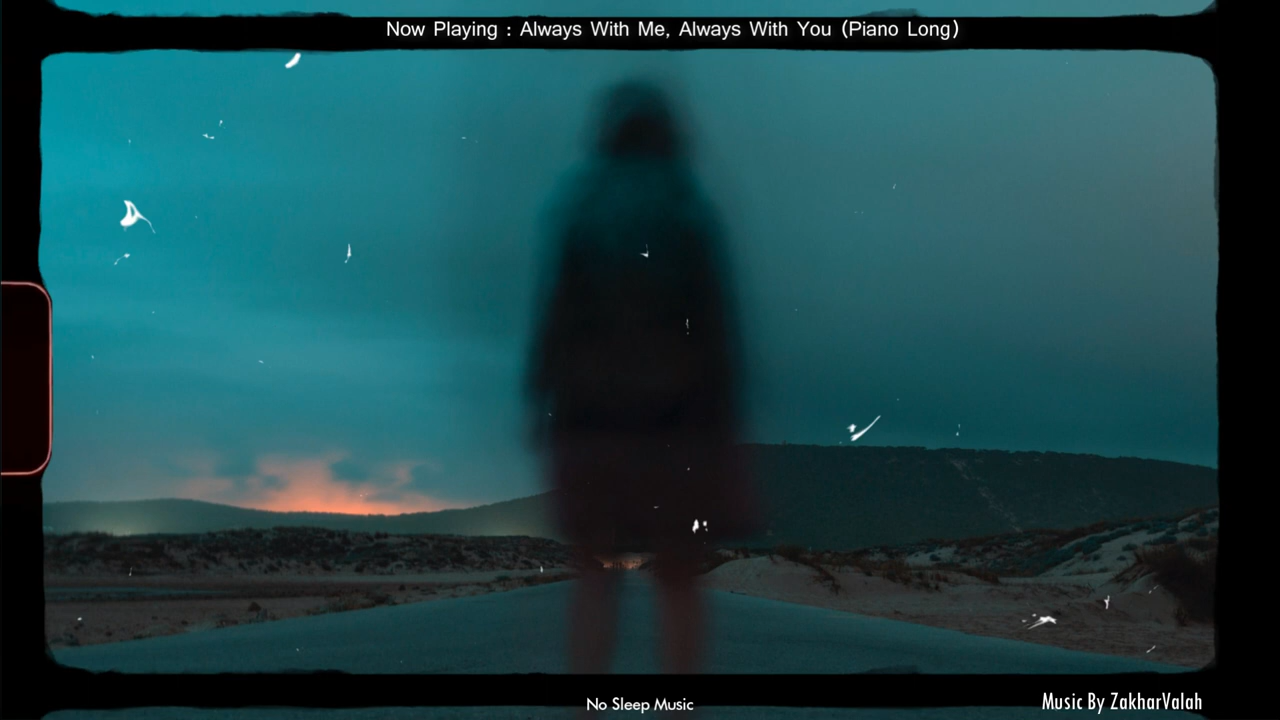 Now Playing : Always With Me, Always With You (Piano Long)
No Sleep Music
Music By ZakharValah